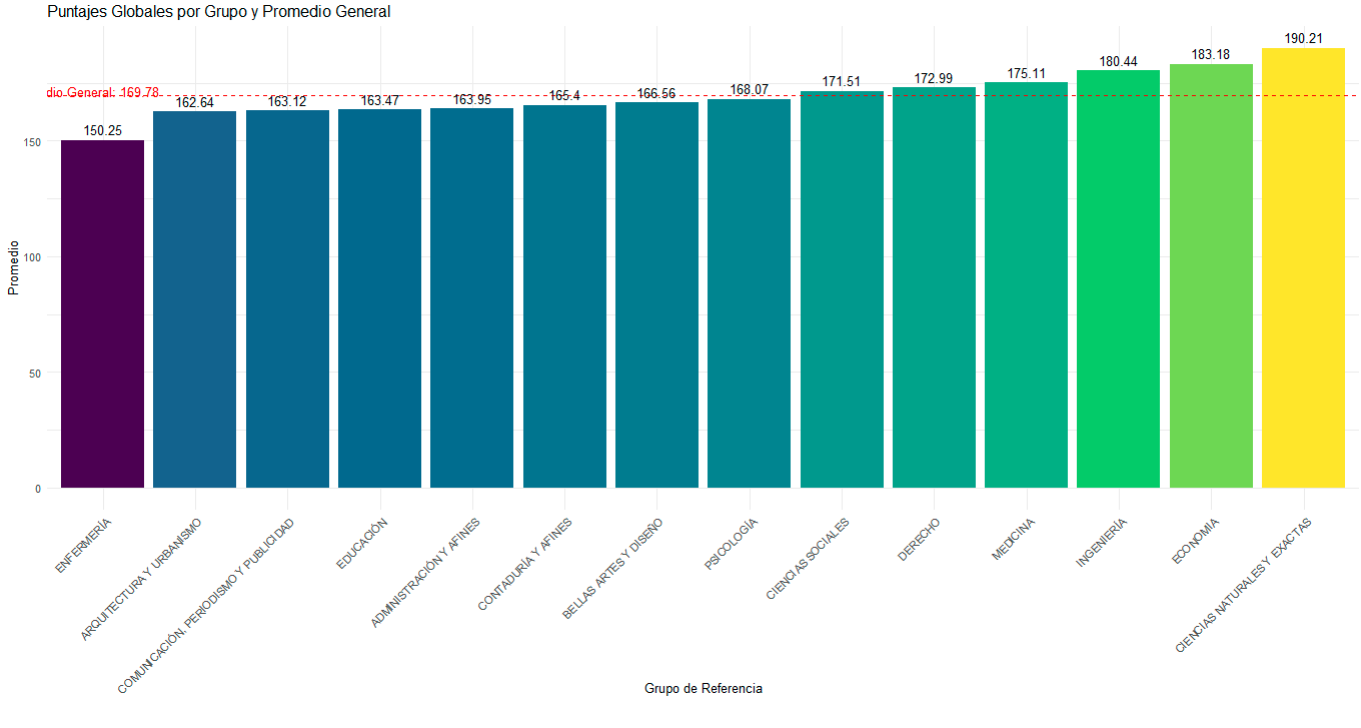 Puntajes Globales por Grupo y Promedio General
190.21
183.18
180.44
175.11
172.99
171.51
168.07
166.56
165.4
163.95
163.47
163.12
162.64
dio General: 169.78
150.25
150
100
50
0
Promedio
ENFERMERÍA
ARQUITECTURA Y URBANISMO
COMUNICACIÓN, PERIODISMO Y PUBLICIDAD
EDUCACIÓN
ADMINISTRACIÓN Y AFINES
CONTADURÍA Y AFINES
BELLAS ARTES Y DISEÑO
PSICOLOGÍA
CIENCIAS SOCIALES
DERECHO
MEDICINA
INGENIERÍA
ECONOMÍA
CIENCIAS NATURALES Y EXACTAS
Grupo de Referencia